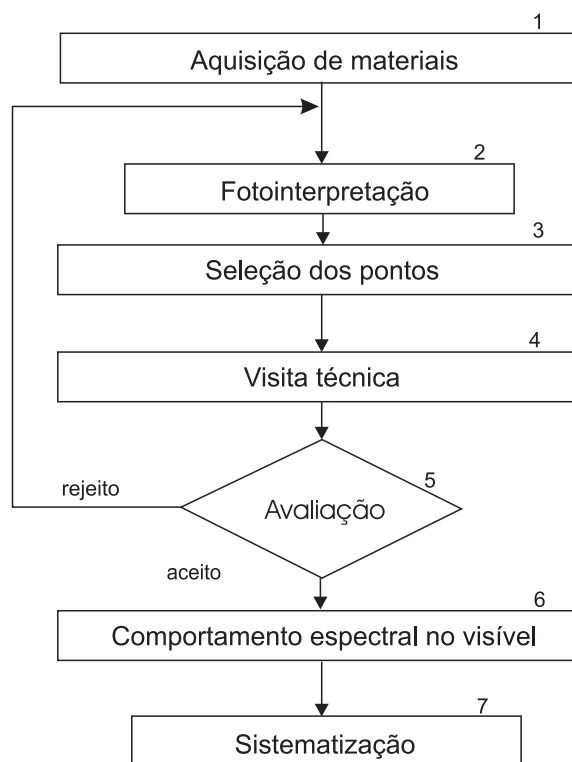 1
Aquisição de materiais
2
Fotointerpretação
3
Seleção dos pontos
4
Visita técnica
5
Avaliação
rejeito
aceito
6
Comportamento espectral no visível
7
Sistematização